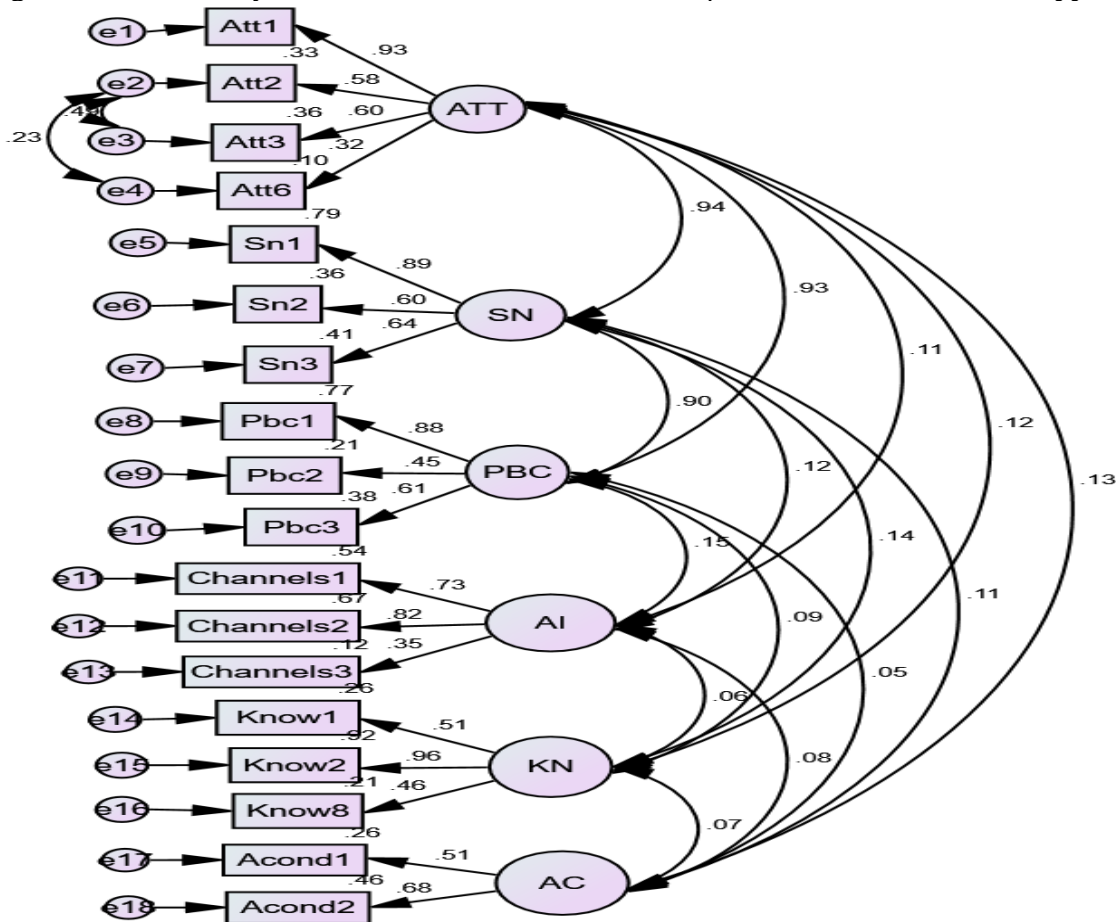 e1 Att1
.33 .93
e2 Att2 .58 ATT
.36 .60
.23 e3 Att3 .32
.10
e4 Att6
.79 .94
e5 Sn1 .89
.36 .93
e6 Sn2 .60 SN
.64
.41 .11
e7 Sn3
.77 .90
e8 Pbc1 .88 .12
.21
e9 Pbc2 .45 PBC .12 .13
.38 .61
e10 Pbc3 .14
.54 .15
e11 Channels1 .73 .11
.67 .09
e12 Channels2 .82 AI
.12 .35
e13 Channels3 .05
.26 .06
e14 Know1 .51
.92 .08
e15 Know2 .96 KN
.21 .46
e16 Know8
.26 .07
e17 Acond1 .51
.46 AC
e18 Acond2 .68